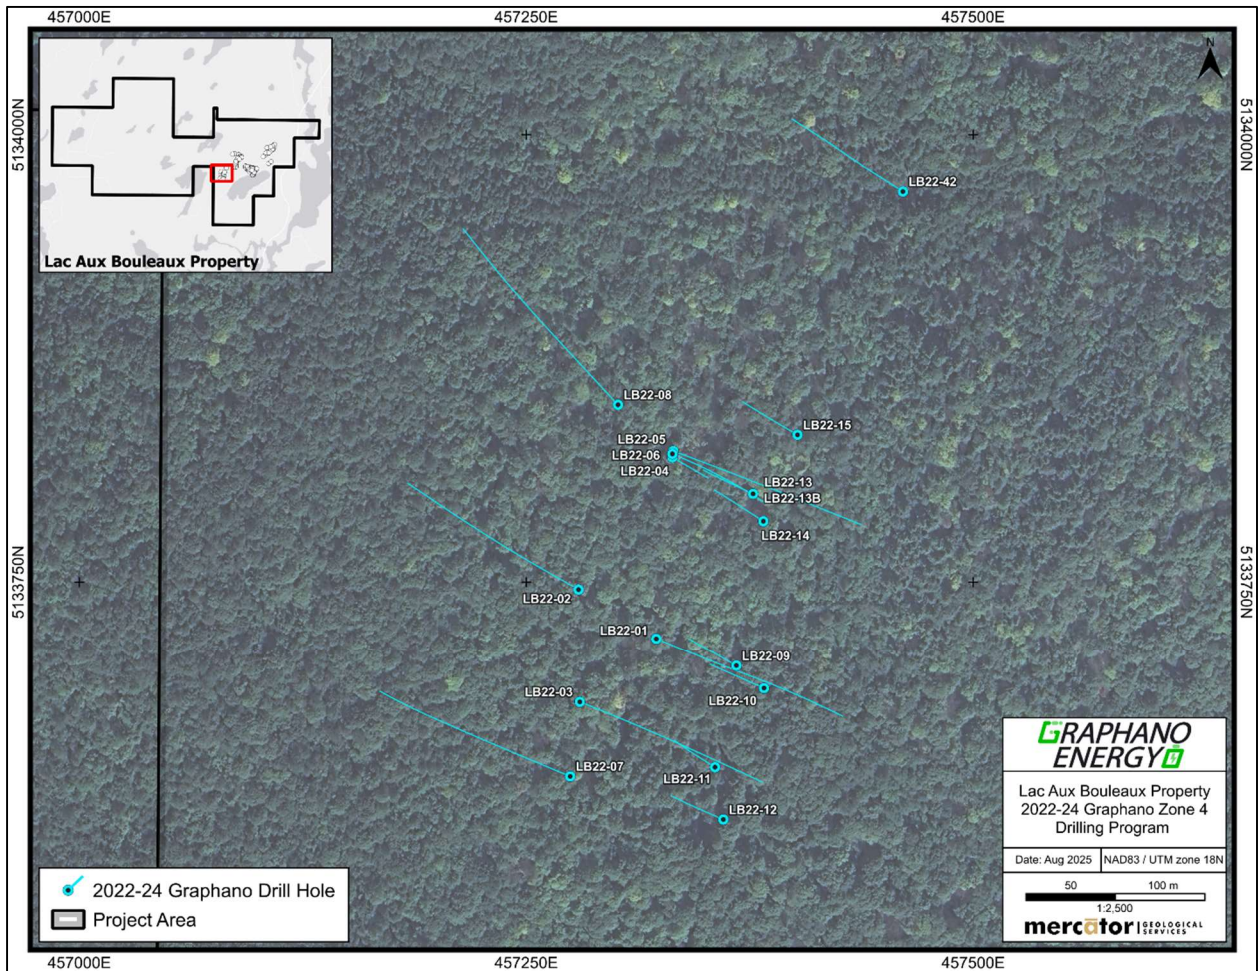 457000E
457250E
457500E
5134000N
5134000N
N
LB22-42
Lac Aux Bouleaux Property
LB22-08
LB22-15
LB22-05
LB22-06
LB22-04
LB22-13
LB22-13B
LB22-14
5133750N
5133750N
LB22-02
LB22-01
LB22-09
LB22-03
LB22-10
LB22-07
LB22-11
LB22-12
GRAPHANO
ENERGY
Lac Aux Bouleaux Property
2022-24 Graphano Zone 4
Drilling Program
Date: Aug 2025
NAD83 / UTM zone 18N
50 100 m
1:2,500
mercator GEOLOGICAL
SERVICES
2022-24 Graphano Drill Hole
Project Area
457000E
457250E
457500E